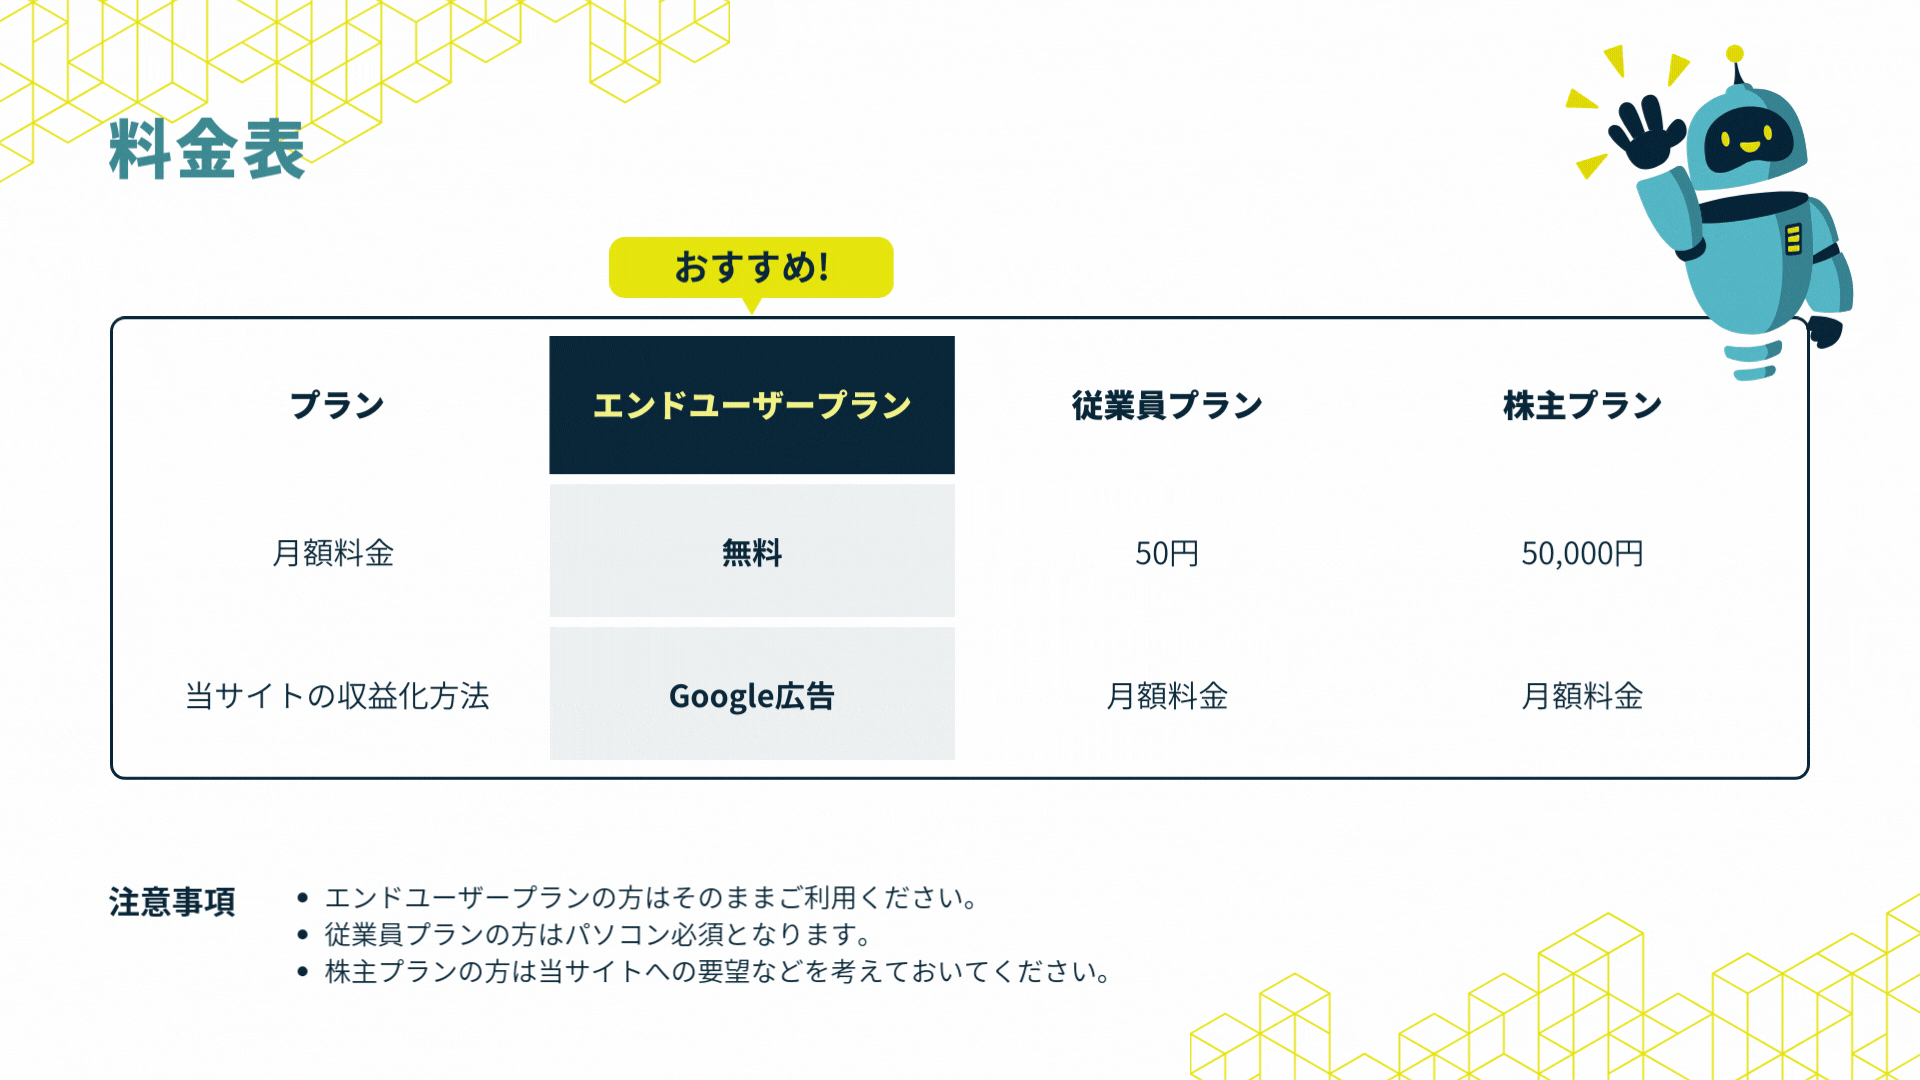 料金表
おすすめ!
プラン エンドユーザープラン 従業員プラン 株主プラン
月額料金 無料 50円 50,000円
当サイトの収益化方法 Google広告 月額料金 月額料金
注意事項
• エンドユーザープランの方はそのままご利用ください。
• 従業員プランの方はパソコン必須となります。
• 株主プランの方は当サイトへの要望などを考えておいてください。